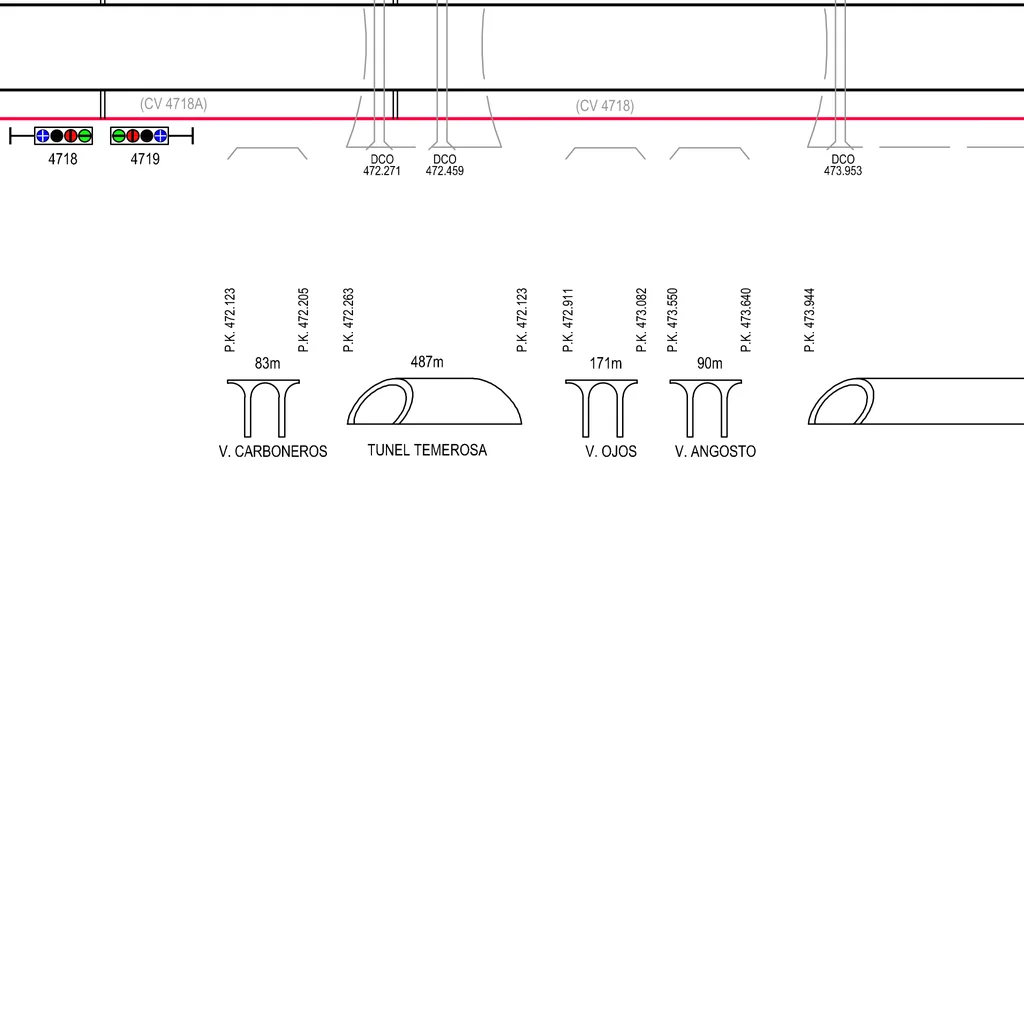 (CV 4718A)
(CV 4718)
4718
4719
DCO
472.271
DCO
472.459
DCO
473.953
P.K. 472.123
P.K. 472.205
P.K. 472.263
P.K. 472.123
P.K. 472.911
P.K. 473.082
P.K. 473.550
P.K. 473.640
P.K. 473.944
83m
487m
171m
90m
V. CARBONEROS
TUNEL TEMEROSA
V. OJOS
V. ANGOSTO